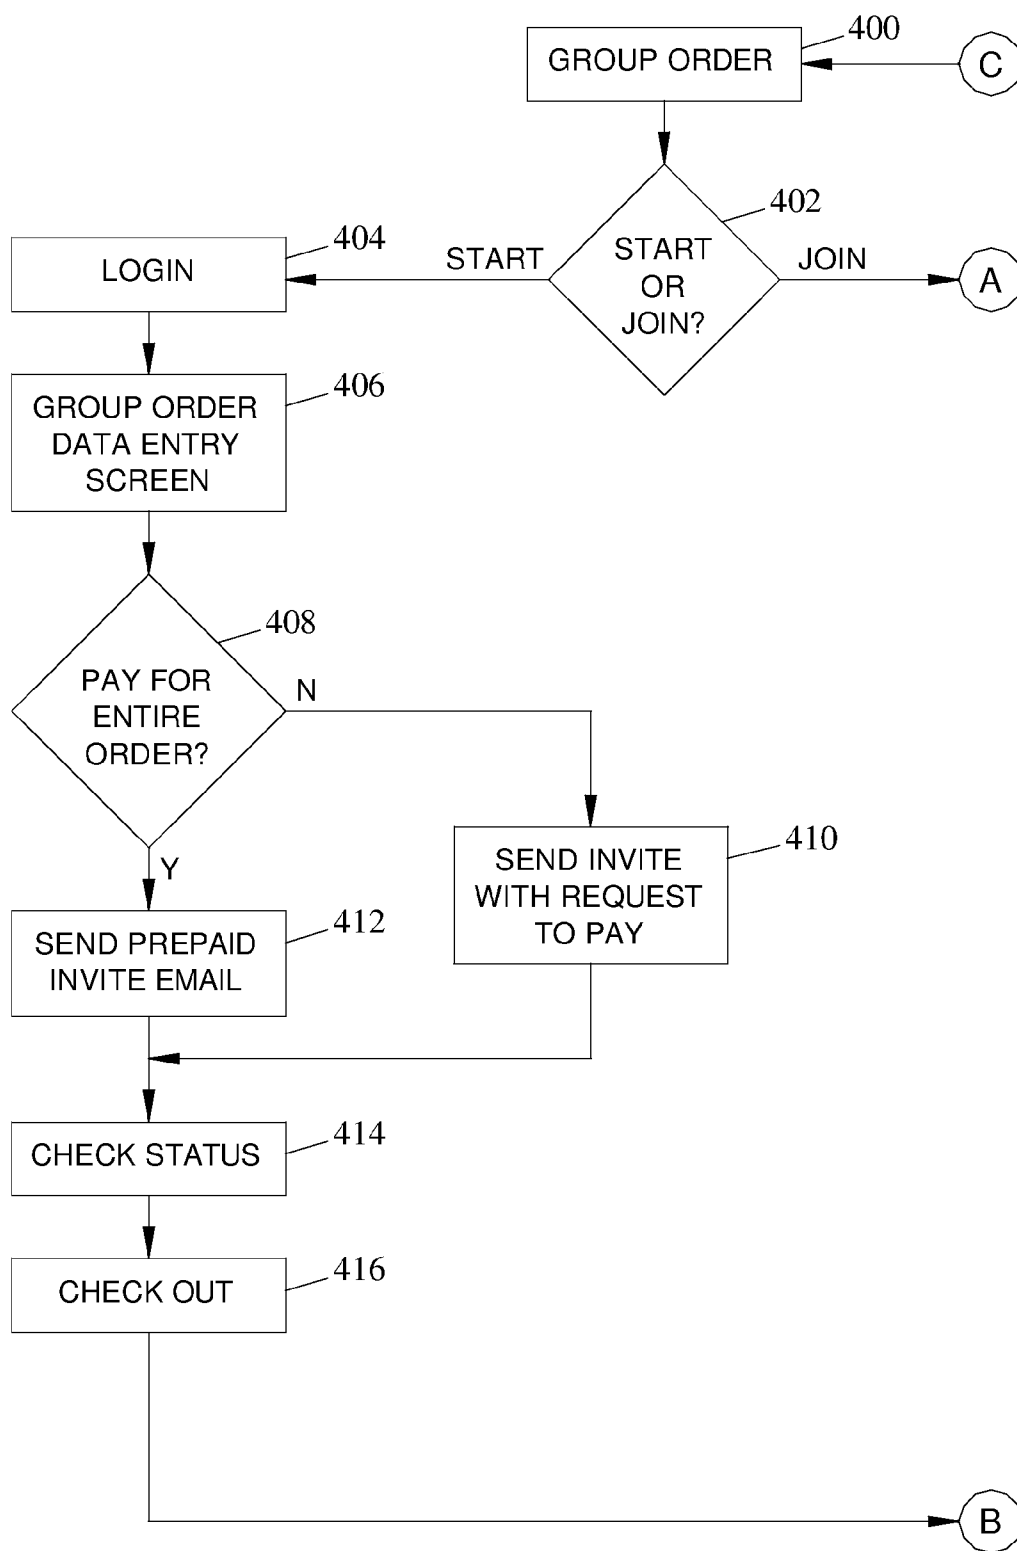 400
GROUP ORDER
C
402
START
OR
JOIN?
START
JOIN
A
404
LOGIN
406
GROUP ORDER
DATA ENTRY
SCREEN
408
PAY FOR
ENTIRE
ORDER?
N
Y
410
SEND INVITE
WITH REQUEST
TO PAY
412
SEND PREPAID
INVITE EMAIL
414
CHECK STATUS
416
CHECK OUT
B